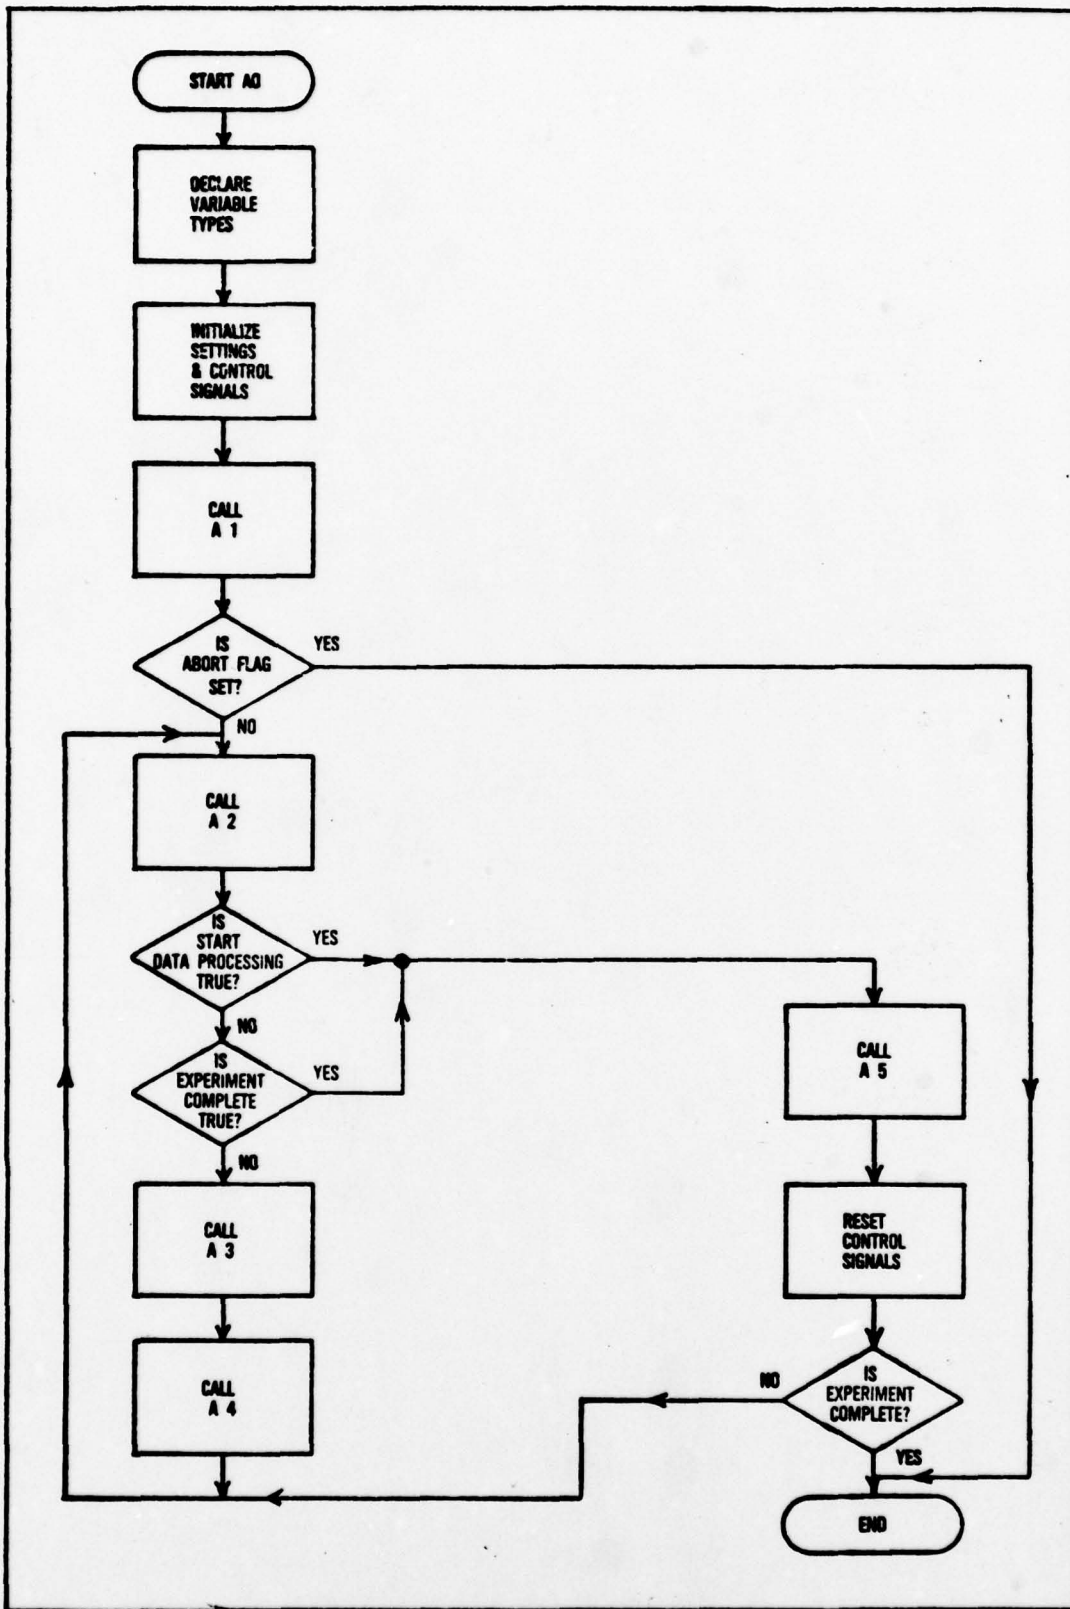 START A0
DECLARE
VARIABLE
TYPES
INITIALIZE
SETTINGS
& CONTROL
SIGNALS
CALL
A 1
IS
ABORT FLAG
SET?
YES
NO
CALL
A 2
IS
START
DATA PROCESSING
TRUE?
YES
NO
IS
EXPERIMENT
COMPLETE
TRUE?
YES
NO
CALL
A 3
CALL
A 4
CALL
A 5
RESET
CONTROL
SIGNALS
IS
EXPERIMENT
COMPLETE?
NO
YES
END